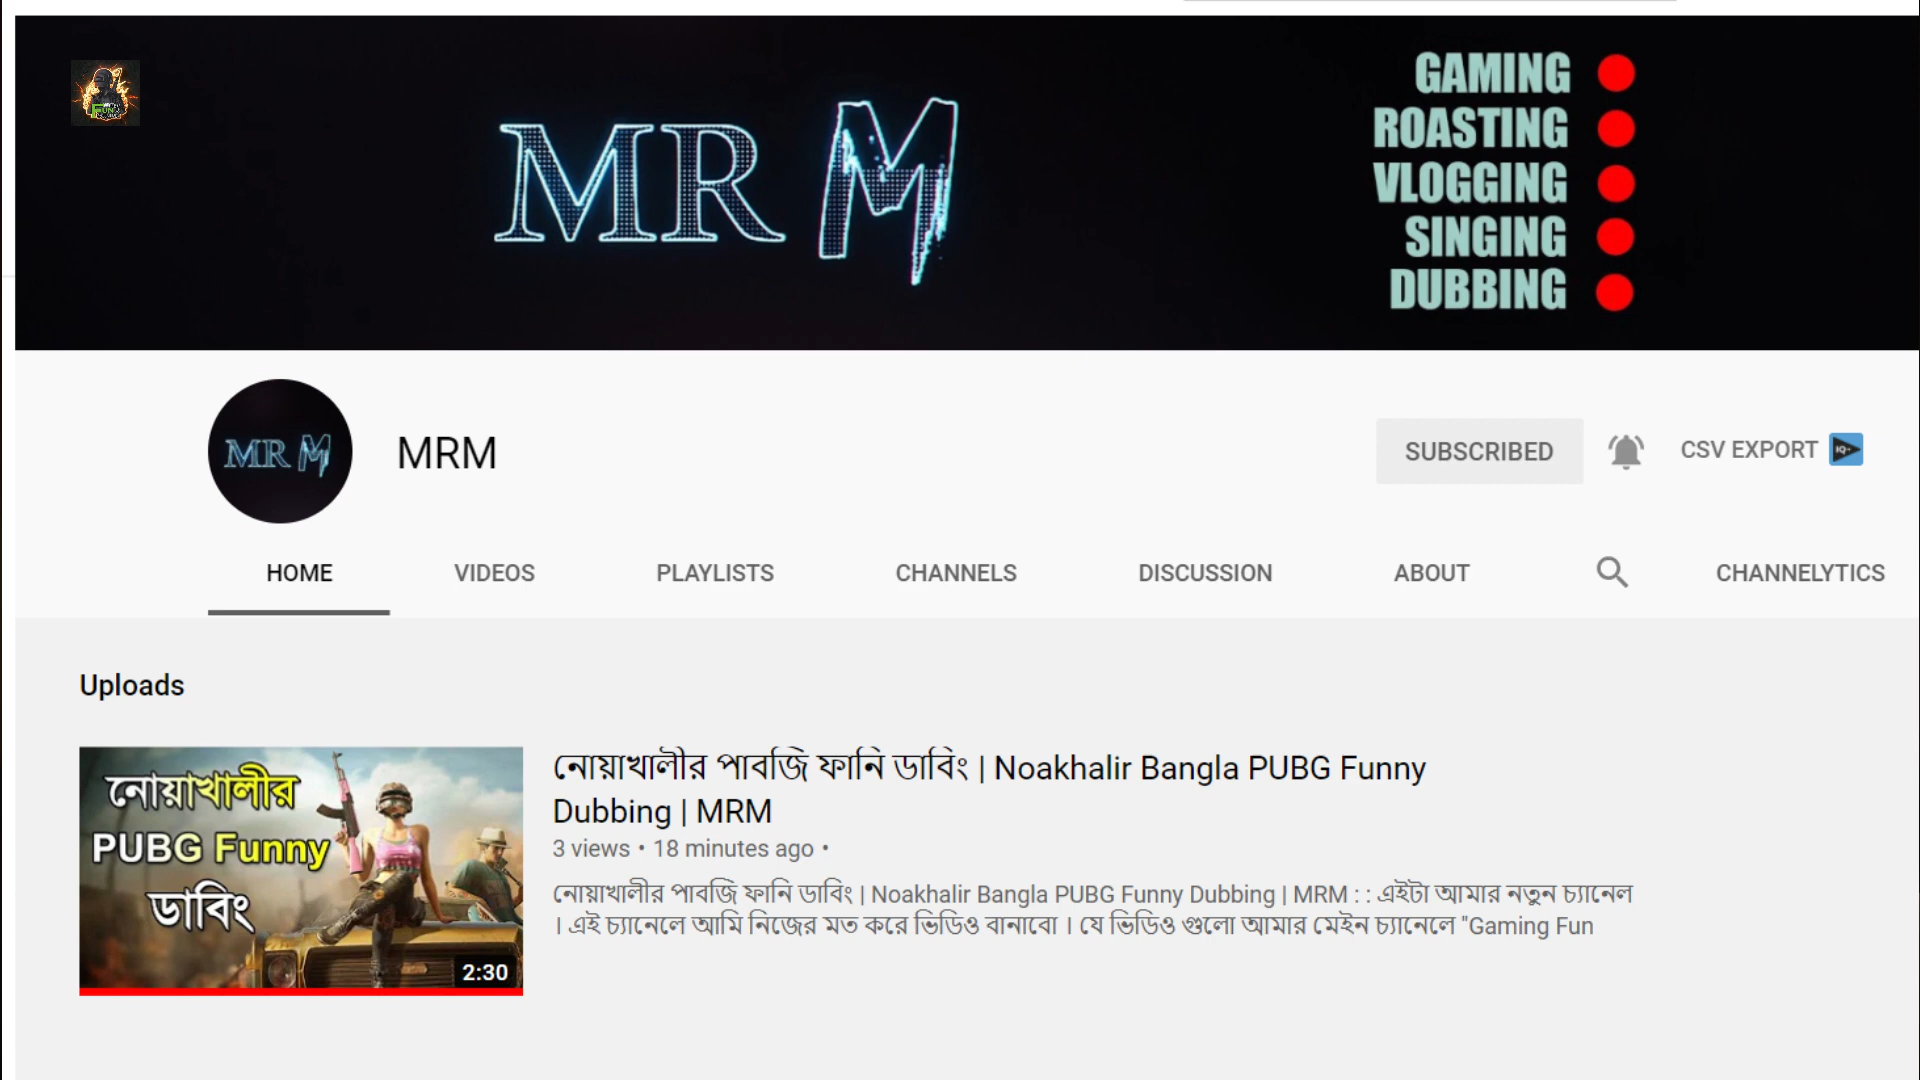 MR M
GAMING
ROASTING
VLOGGING
SINGING
DUBBING
FUN
MR M
MRM
SUBSCRIBED
CSV EXPORT
IQ
HOME VIDEOS PLAYLISTS CHANNELS DISCUSSION ABOUT CHANNELYTICS
Uploads
নোয়াখালীর
PUBG Funny
ডাবিং
2:30
নোয়াখালীর পাবজি ফানি ডাবিং | Noakhalir Bangla PUBG Funny
Dubbing | MRM
3 views • 18 minutes ago •
নোয়াখালীর পাবজি ফানি ডাবিং | Noakhalir Bangla PUBG Funny Dubbing | MRM : : এইটা আমার নতুন চ্যানেল
। এই চ্যানেলে আমি নিজের মত করে ভিডিও বানাবো । যে ভিডিও গুলো আমার মেইন চ্যানেলে "Gaming Fun